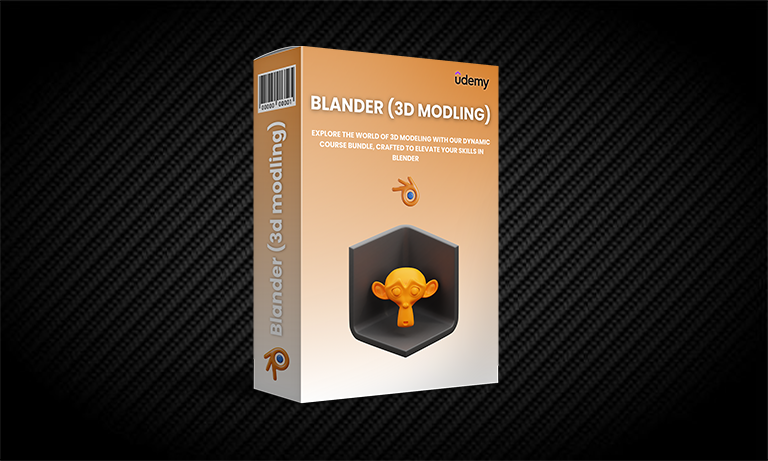 udemy
BLANDER (3D MODLING)
EXPLORE THE WORLD OF 3D MODELING WITH OUR DYNAMIC
COURSE BUNDLE, CRAFTED TO ELEVATE YOUR SKILLS IN
BLENDER
Blander (3d modling)